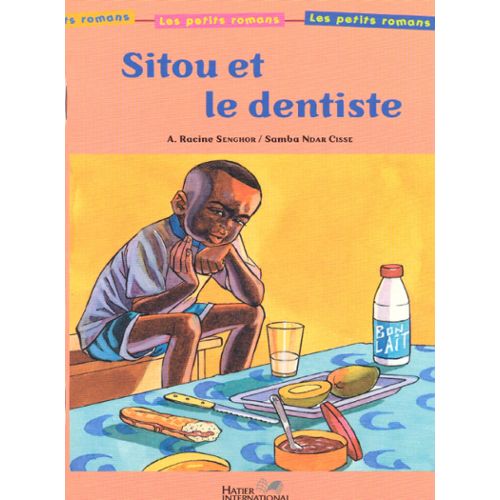 ts romans
Les petits romans
Les petits romans
Sitou et
le dentiste
A. Racine SENGHOR / Samba NDAR CISSE
BON
LAÎT
HATIER
INTERNATIONAL